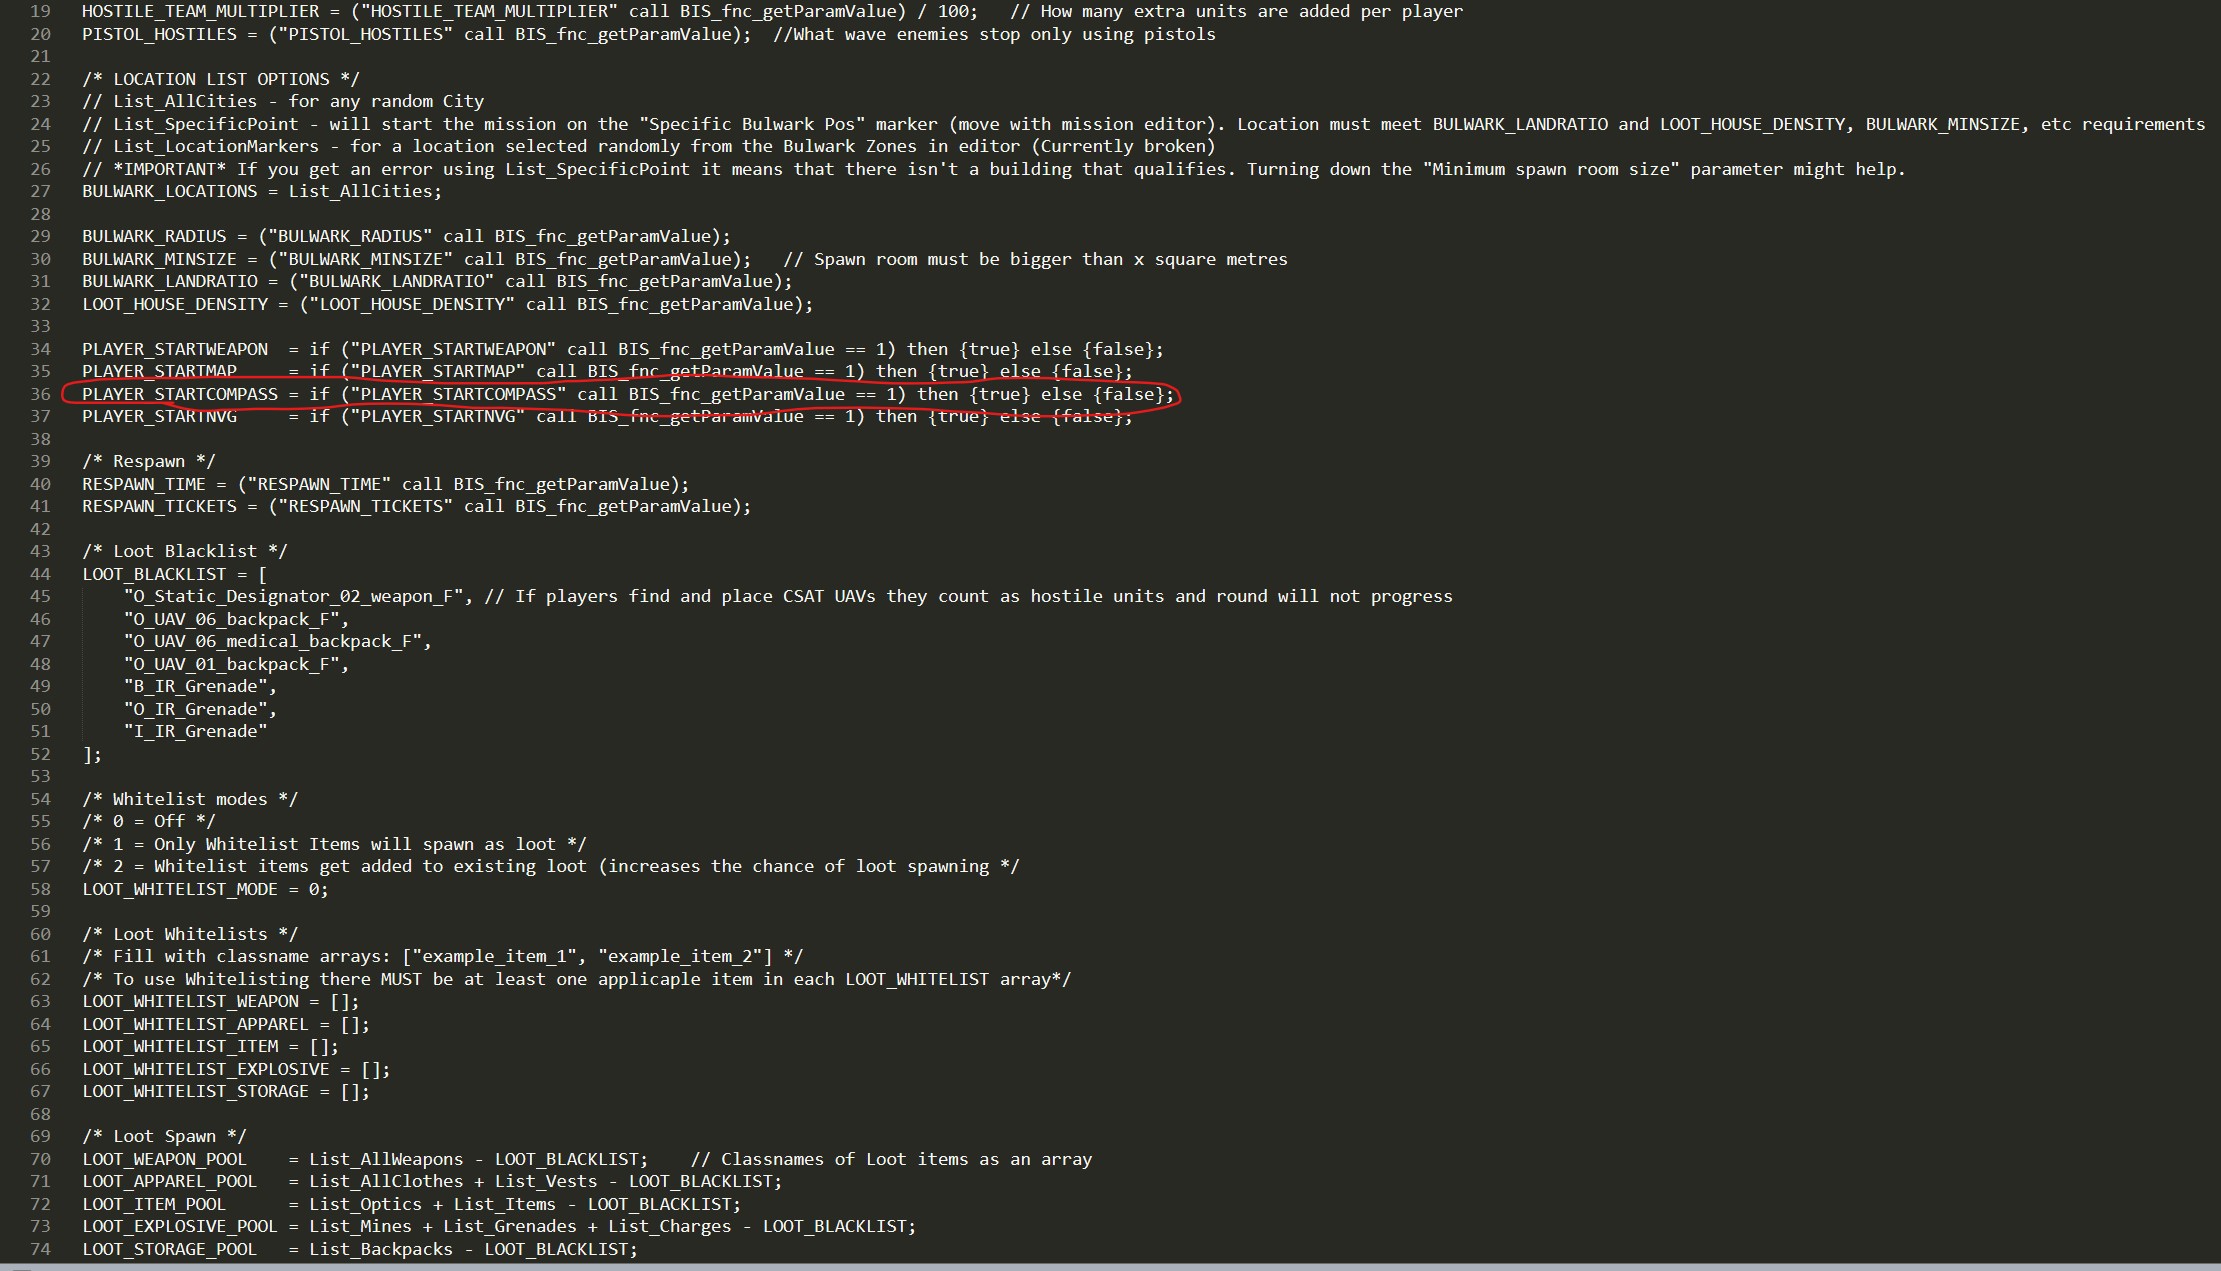 19 HOSTILE_TEAM_MULTIPLIER = ("HOSTILE_TEAM_MULTIPLIER" call BIS_fnc_getParamValue) / 100;   // How many extra units are added per player
20 PISTOL_HOSTILES = ("PISTOL_HOSTILES" call BIS_fnc_getParamValue);  //What wave enemies stop only using pistols
21
22 /* LOCATION LIST OPTIONS */
23 // List_AllCities - for any random City
24 // List_SpecificPoint - will start the mission on the "Specific Bulwark Pos" marker (move with mission editor). Location must meet BULWARK_LANDRATIO and LOOT_HOUSE_DENSITY, BULWARK_MINSIZE, etc requirements
25 // List_LocationMarkers - for a location selected randomly from the Bulwark Zones in editor (Currently broken)
26 // *IMPORTANT* If you get an error using List_SpecificPoint it means that there isn't a building that qualifies. Turning down the "Minimum spawn room size" parameter might help.
27 BULWARK_LOCATIONS = List_AllCities;
28
29 BULWARK_RADIUS = ("BULWARK_RADIUS" call BIS_fnc_getParamValue);
30 BULWARK_MINSIZE = ("BULWARK_MINSIZE" call BIS_fnc_getParamValue);   // Spawn room must be bigger than x square metres
31 BULWARK_LANDRATIO = ("BULWARK_LANDRATIO" call BIS_fnc_getParamValue);
32 LOOT_HOUSE_DENSITY = ("LOOT_HOUSE_DENSITY" call BIS_fnc_getParamValue);
33
34 PLAYER_STARTWEAPON  = if ("PLAYER_STARTWEAPON" call BIS_fnc_getParamValue == 1) then {true} else {false};
35 PLAYER_STARTMAP     = if ("PLAYER_STARTMAP" call BIS_fnc_getParamValue == 1) then {true} else {false};
36 PLAYER_STARTCOMPASS = if ("PLAYER_STARTCOMPASS" call BIS_fnc_getParamValue == 1) then {true} else {false};
37 PLAYER_STARTNVG     = if ("PLAYER_STARTNVG" call BIS_fnc_getParamValue == 1) then {true} else {false};
38
39 /* Respawn */
40 RESPAWN_TIME = ("RESPAWN_TIME" call BIS_fnc_getParamValue);
41 RESPAWN_TICKETS = ("RESPAWN_TICKETS" call BIS_fnc_getParamValue);
42
43 /* Loot Blacklist */
44 LOOT_BLACKLIST = [
45     "O_Static_Designator_02_weapon_F", // If players find and place CSAT UAVs they count as hostile units and round will not progress
46     "O_UAV_06_backpack_F",
47     "O_UAV_06_medical_backpack_F",
48     "O_UAV_01_backpack_F",
49     "B_IR_Grenade",
50     "O_IR_Grenade",
51     "I_IR_Grenade"
52 ];
53
54 /* Whitelist modes */
55 /* 0 = Off */
56 /* 1 = Only Whitelist Items will spawn as loot */
57 /* 2 = Whitelist items get added to existing loot (increases the chance of loot spawning */
58 LOOT_WHITELIST_MODE = 0;
59
60 /* Loot Whitelists */
61 /* Fill with classname arrays: ["example_item_1", "example_item_2"] */
62 /* To use Whitelisting there MUST be at least one applicaple item in each LOOT_WHITELIST array*/
63 LOOT_WHITELIST_WEAPON = [];
64 LOOT_WHITELIST_APPAREL = [];
65 LOOT_WHITELIST_ITEM = [];
66 LOOT_WHITELIST_EXPLOSIVE = [];
67 LOOT_WHITELIST_STORAGE = [];
68
69 /* Loot Spawn */
70 LOOT_WEAPON_POOL    = List_AllWeapons - LOOT_BLACKLIST;    // Classnames of Loot items as an array
71 LOOT_APPAREL_POOL   = List_AllClothes + List_Vests - LOOT_BLACKLIST;
72 LOOT_ITEM_POOL      = List_Optics + List_Items - LOOT_BLACKLIST;
73 LOOT_EXPLOSIVE_POOL = List_Mines + List_Grenades + List_Charges - LOOT_BLACKLIST;
74 LOOT_STORAGE_POOL   = List_Backpacks - LOOT_BLACKLIST;